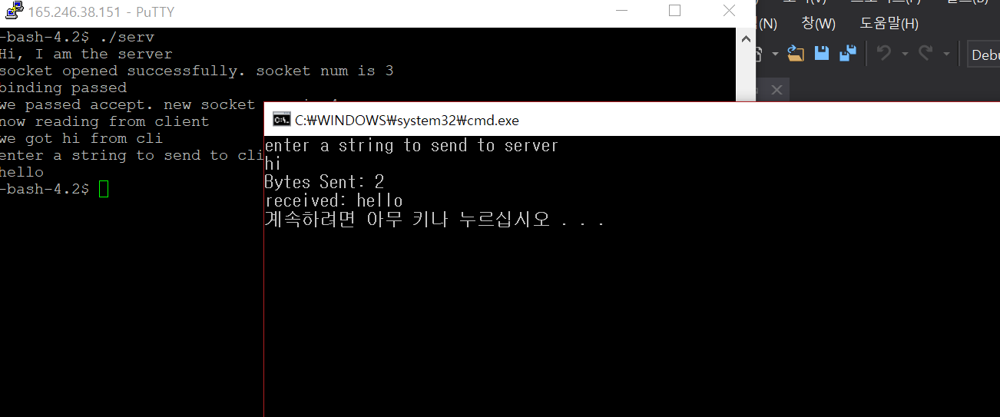 165.246.38.151 - PuTTY
-bash-4.2$ ./serv
Hi, I am the server
socket opened successfully. socket num is 3
binding passed
we passed accept. new socket
now reading from client
we got hi from cli
enter a string to send to cli
hello
-bash-4.2$
창(W) 도움말(H)
Debu
C:₩WINDOWS₩system32₩cmd.exe
enter a string to send to server
hi
Bytes Sent: 2
received: hello
계속하려면 아무 키나 누르십시오 . . .